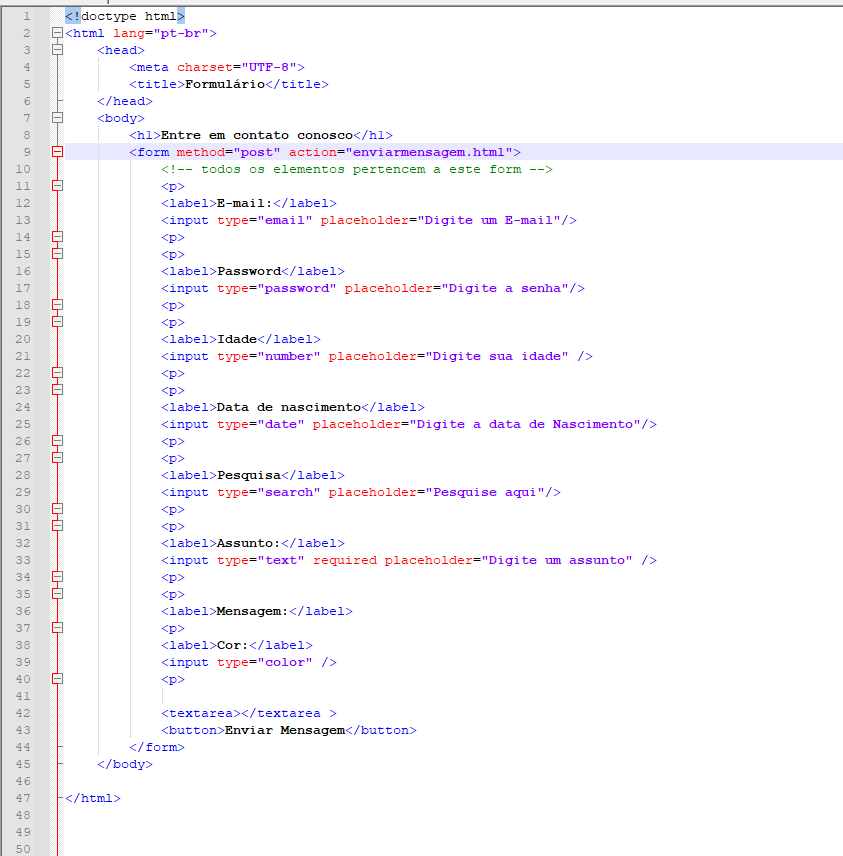 1 <!doctype html>
2 <html lang="pt-br">
3 <head>
4 <meta charset="UTF-8">
5 <title>Formulário</title>
6 </head>
7 <body>
8 <h1>Entre em contato conosco</h1>
9 <form method="post" action="enviarmensagem.html">
10 <!-- todos os elementos pertencem a este form -->
11 <p>
12 <label>E-mail:</label>
13 <input type="email" placeholder="Digite um E-mail"/>
14 <p>
15 <p>
16 <label>Password</label>
17 <input type="password" placeholder="Digite a senha"/>
18 <p>
19 <p>
20 <label>Idade</label>
21 <input type="number" placeholder="Digite sua idade" />
22 <p>
23 <p>
24 <label>Data de nascimento</label>
25 <input type="date" placeholder="Digite a data de Nascimento"/>
26 <p>
27 <p>
28 <label>Pesquisa</label>
29 <input type="search" placeholder="Pesquise aqui"/>
30 <p>
31 <p>
32 <label>Assunto:</label>
33 <input type="text" required placeholder="Digite um assunto" />
34 <p>
35 <p>
36 <label>Mensagem:</label>
37 <p>
38 <label>Cor:</label>
39 <input type="color" />
40 <p>
41
42 <textarea></textarea >
43 <button>Enviar Mensagem</button>
44 </form>
45 </body>
46
47 </html>
48
49
50